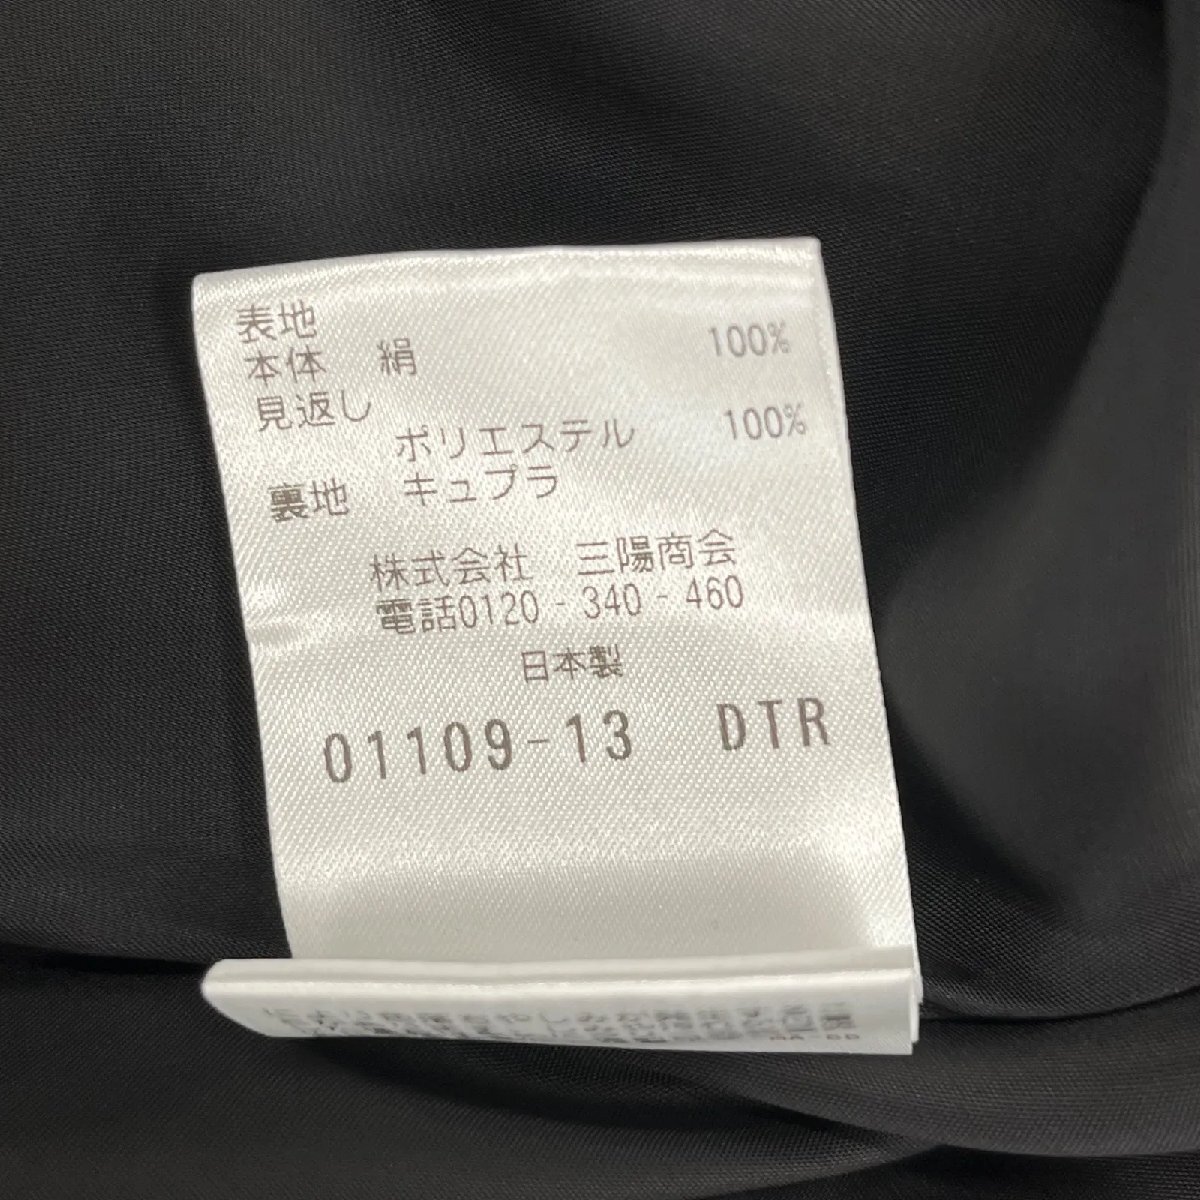 表地
本体 絹 100%
見返し
ポリエステル 100%
裏地 キュプラ
株式会社 三陽商会
電話0120-340-460
日本製
01109-13 DTR